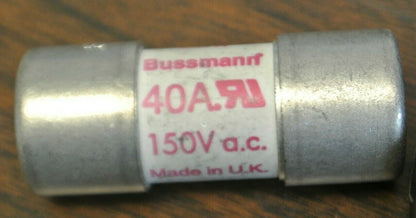 Bussmann
40A.
150V a.c.
Made in U.K.